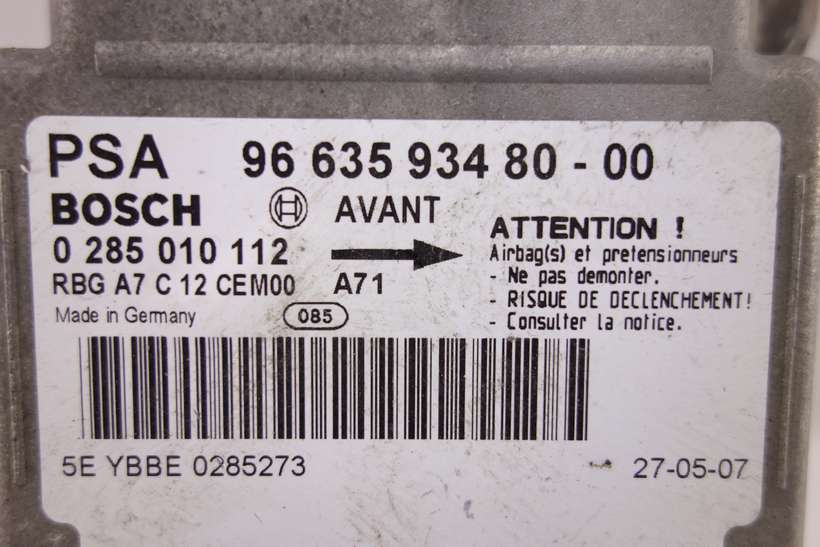 PSA 96 635 934 80 - 00
BOSCH AVANT
0 285 010 112
RBG A7 C 12 CEM00 A71
Made in Germany 085
ATTENTION !
Airbag(s) et pretensionneurs
- Ne pas demonter.
- RISQUE DE DECLENCHEMENT!
- Consulter la notice.
5E YBBE 0285273 27-05-07